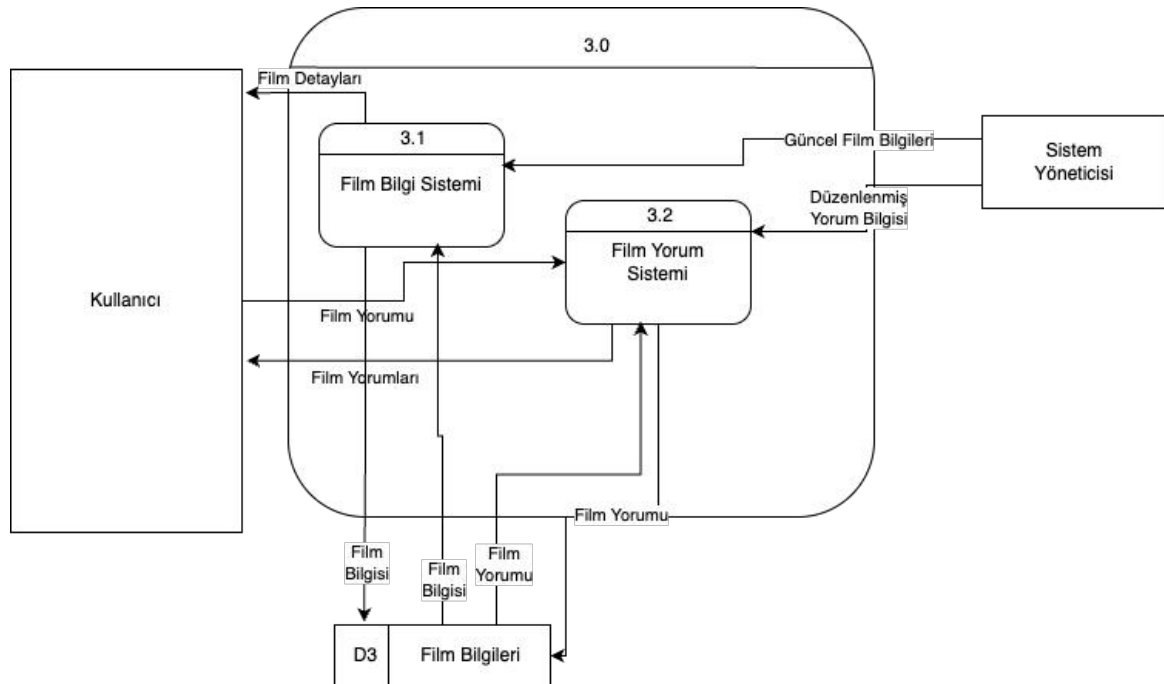 3.0
Film Detayları
3.1
Film Bilgi Sistemi
Güncel Film Bilgileri
Sistem
Yöneticisi
3.2
Film Yorum
Sistemi
Düzenlenmiş
Yorum Bilgisi
Kullanıcı
Film Yorumu
Film Yorumları
Film Yorumu
Film
Bilgisi
Film
Bilgisi
Film
Yorumu
D3
Film Bilgileri